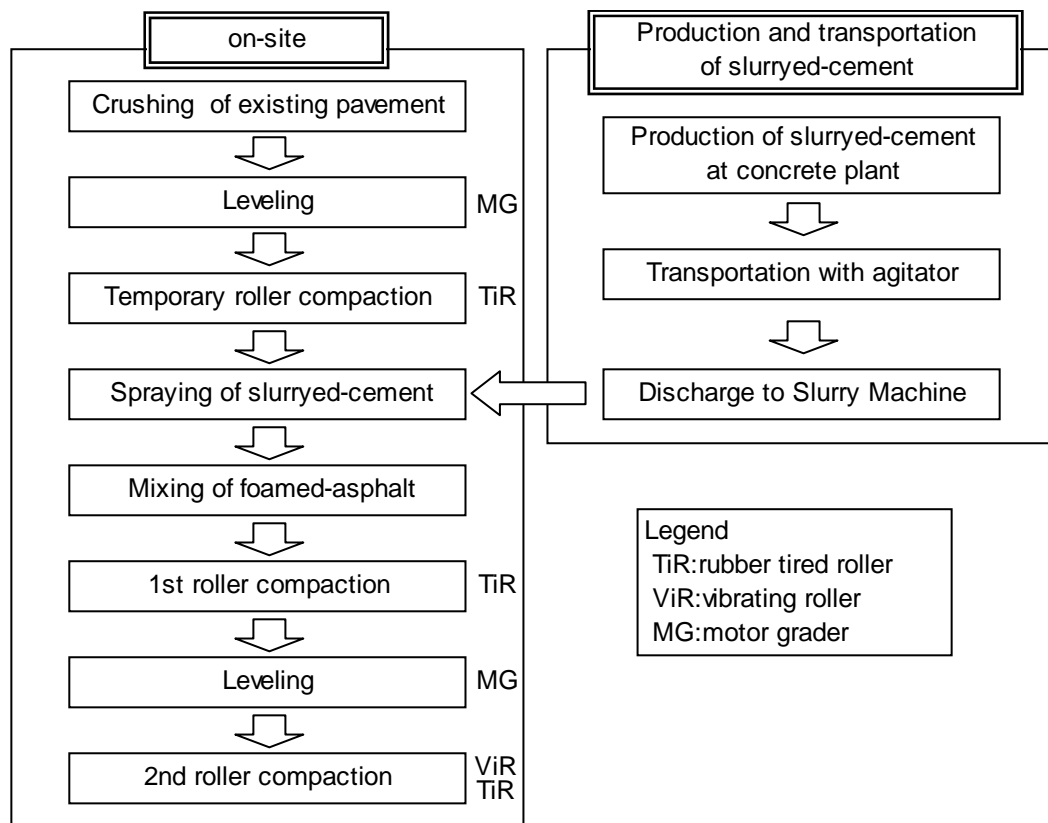 on-site
Crushing of existing pavement
Leveling
MG
Temporary roller compaction
TiR
Spraying of slurryed-cement
Mixing of foamed-asphalt
1st roller compaction
TiR
Leveling
MG
2nd roller compaction
ViR
TiR
Production and transportation
of slurryed-cement
Production of slurryed-cement
at concrete plant
Transportation with agitator
Discharge to Slurry Machine
Legend
TiR:rubber tired roller
ViR:vibrating roller
MG:motor grader